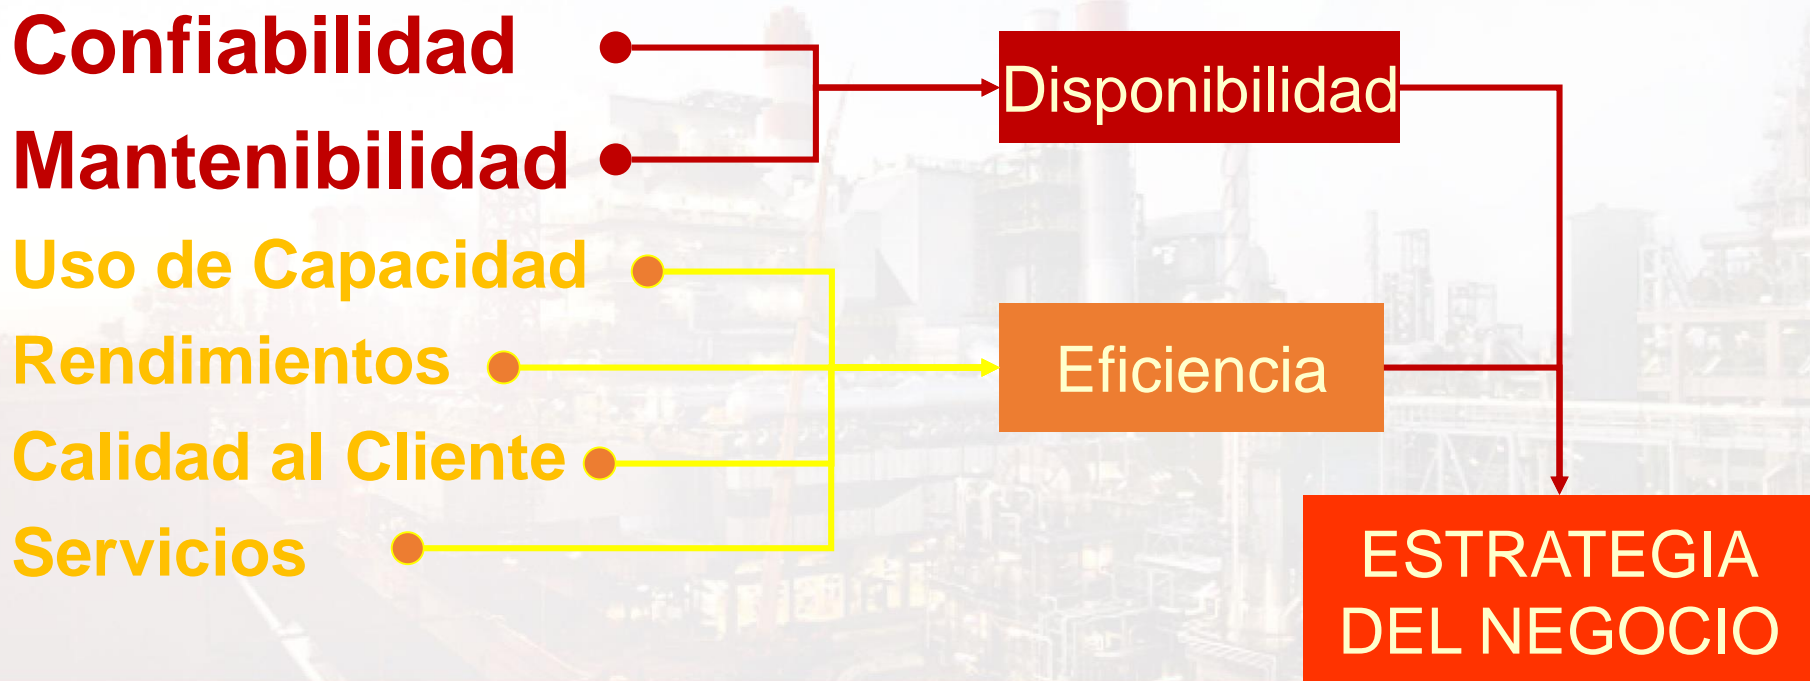 Confiabilidad
Disponibilidad
Mantenibilidad
Uso de Capacidad
Rendimientos
Eficiencia
Calidad al Cliente
Servicios
ESTRATEGIA
DEL NEGOCIO